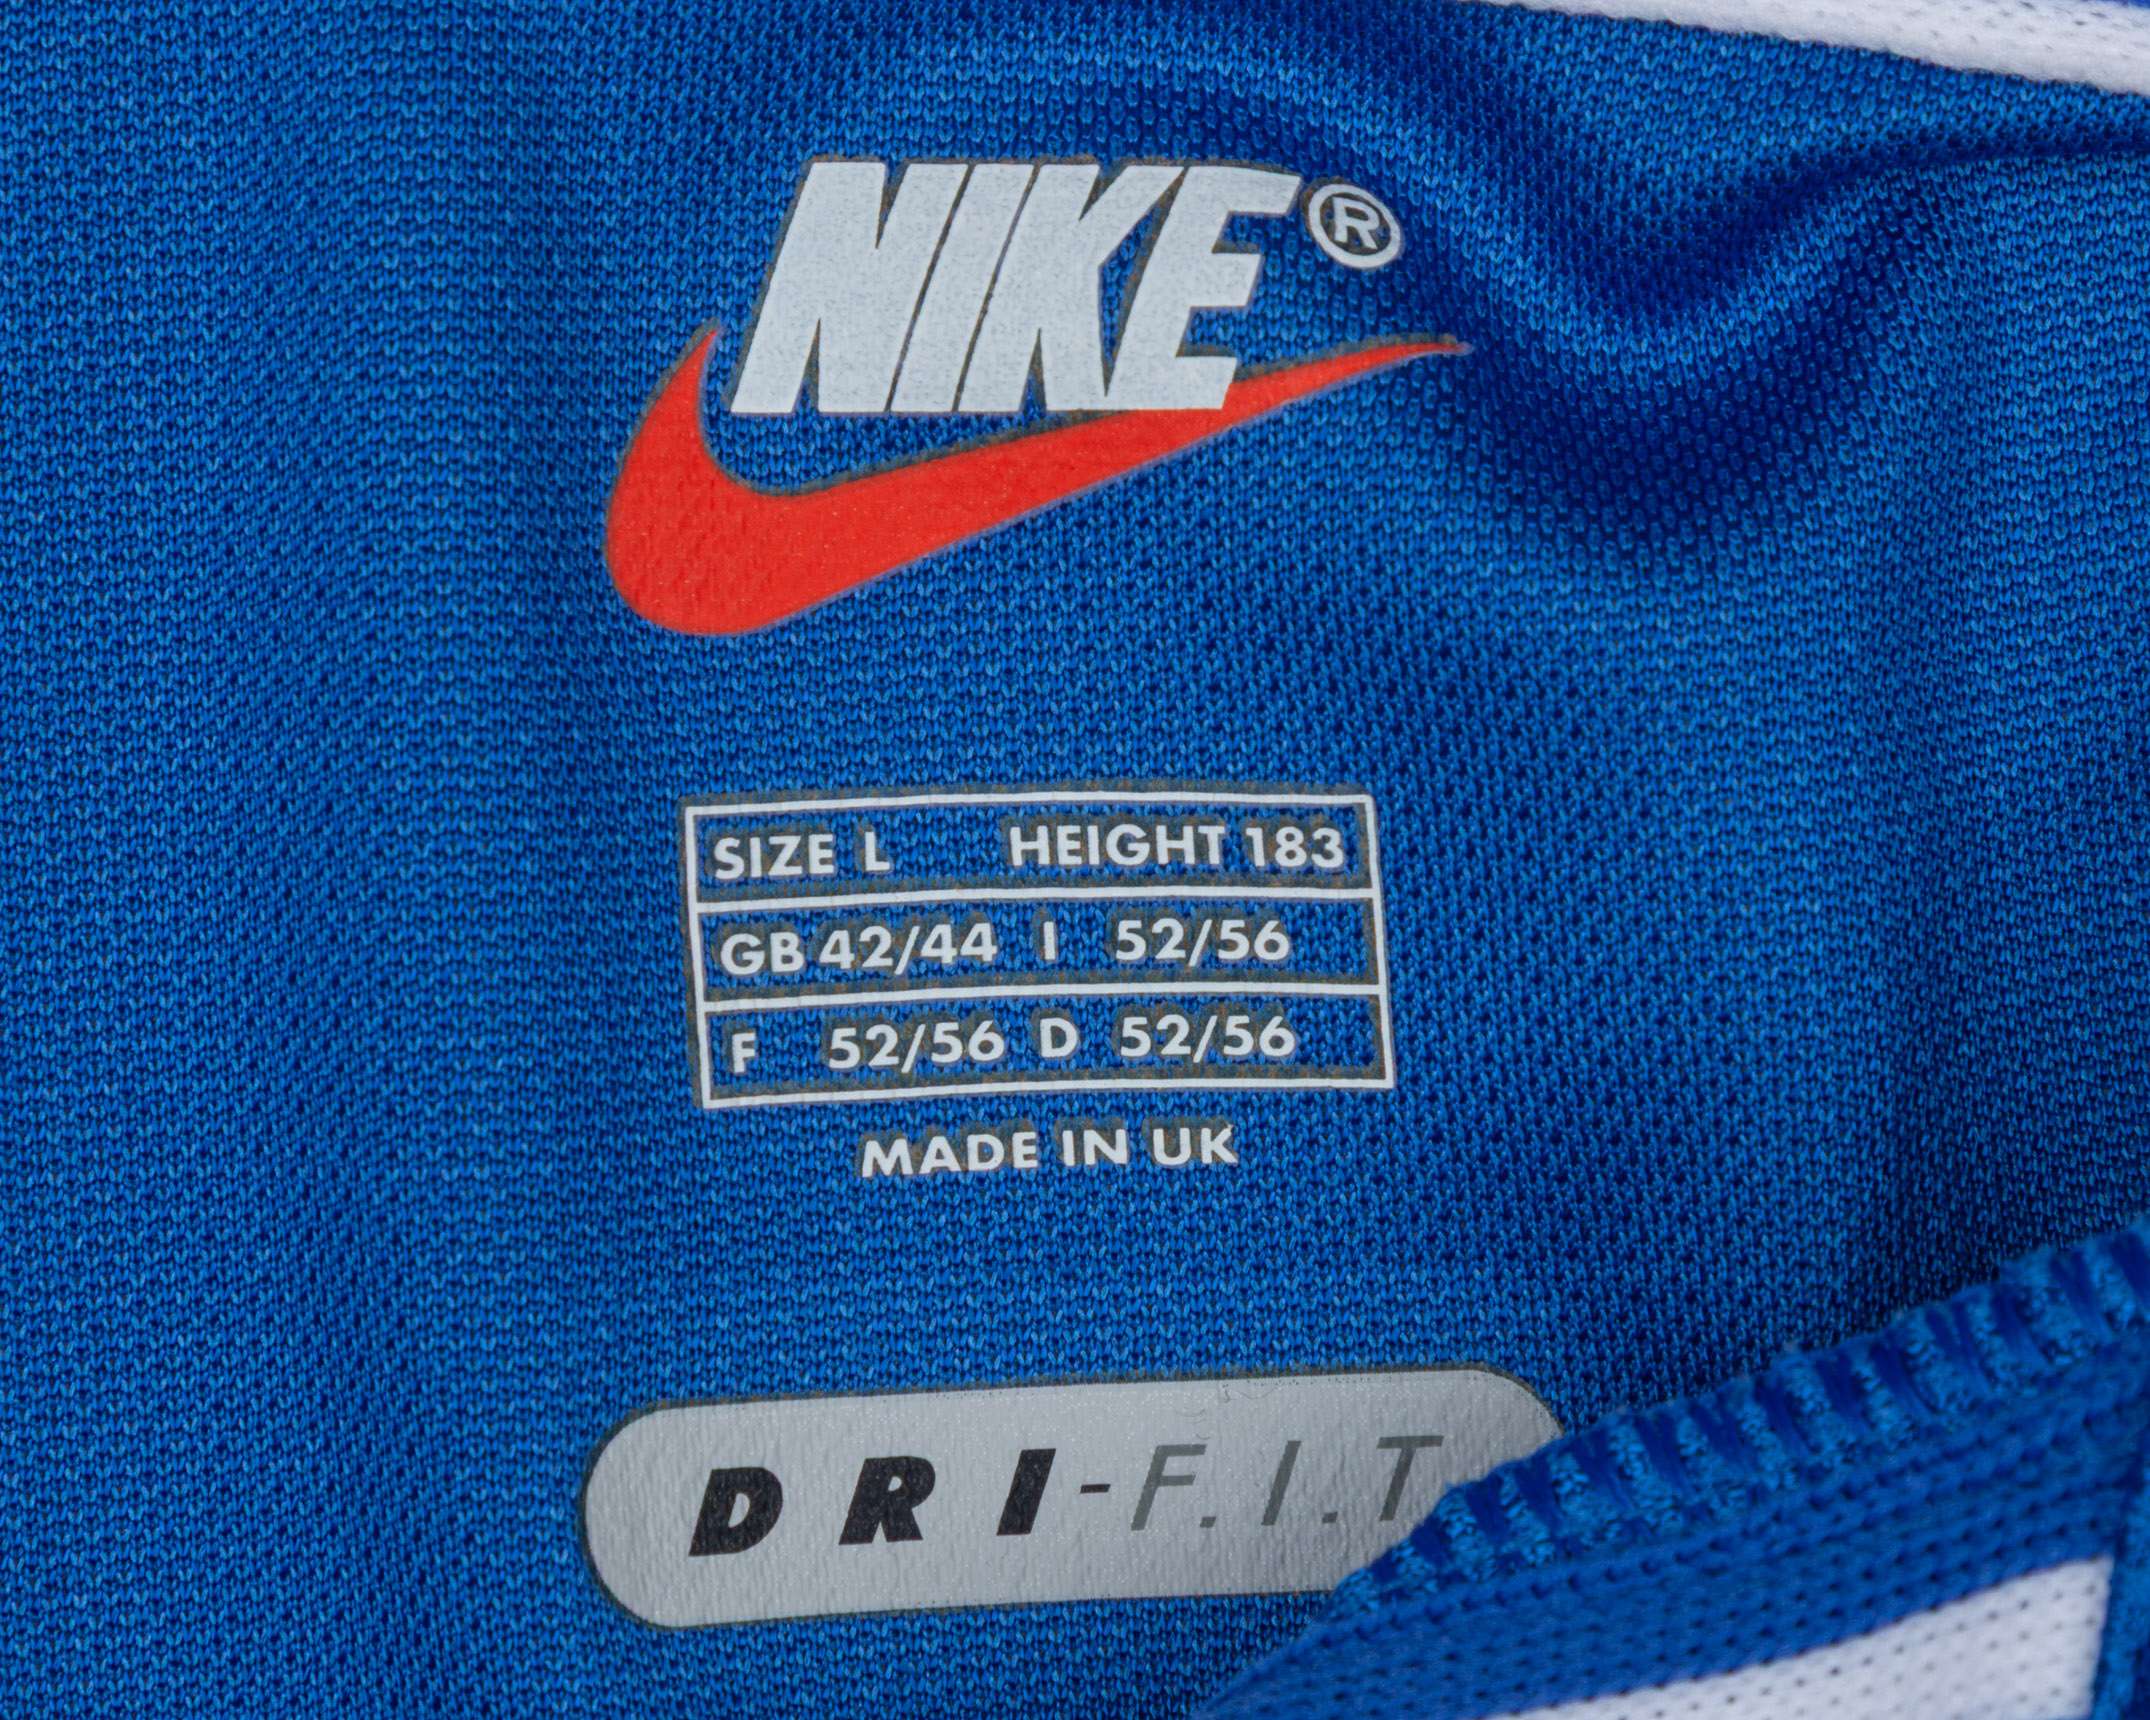 NIKE®
SIZE L HEIGHT 183
GB 42/44 I 52/56
F 52/56 D 52/56
MADE IN UK
DRI-F.I.T